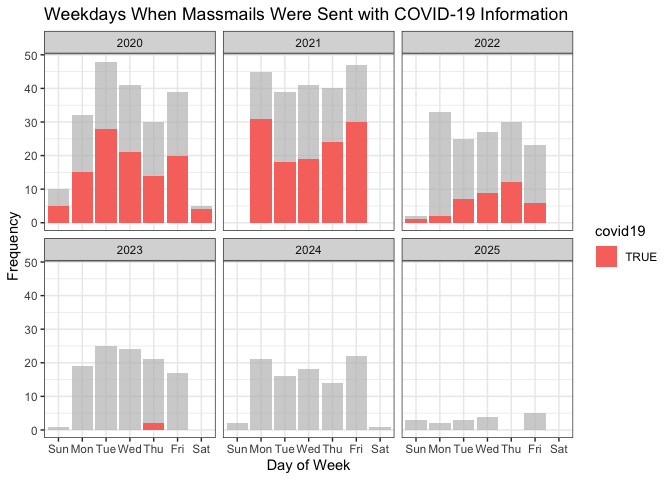 Weekdays When Massmails Were Sent with COVID-19 Information
2020 2021 2022
50
40
30
20
10
0
2023 2024 2025
50
40
30
20
10
0
Frequency
Sun Mon Tue Wed Thu Fri Sat Sun Mon Tue Wed Thu Fri Sat Sun Mon Tue Wed Thu Fri Sat
Day of Week
covid19
TRUE